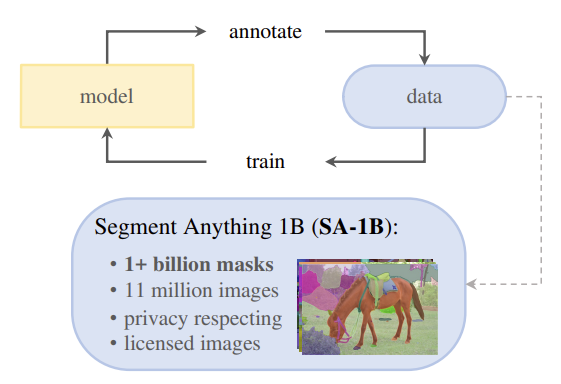 annotate
model
data
train
Segment Anything 1B (SA-1B):
• 1+ billion masks
• 11 million images
• privacy respecting
• licensed images